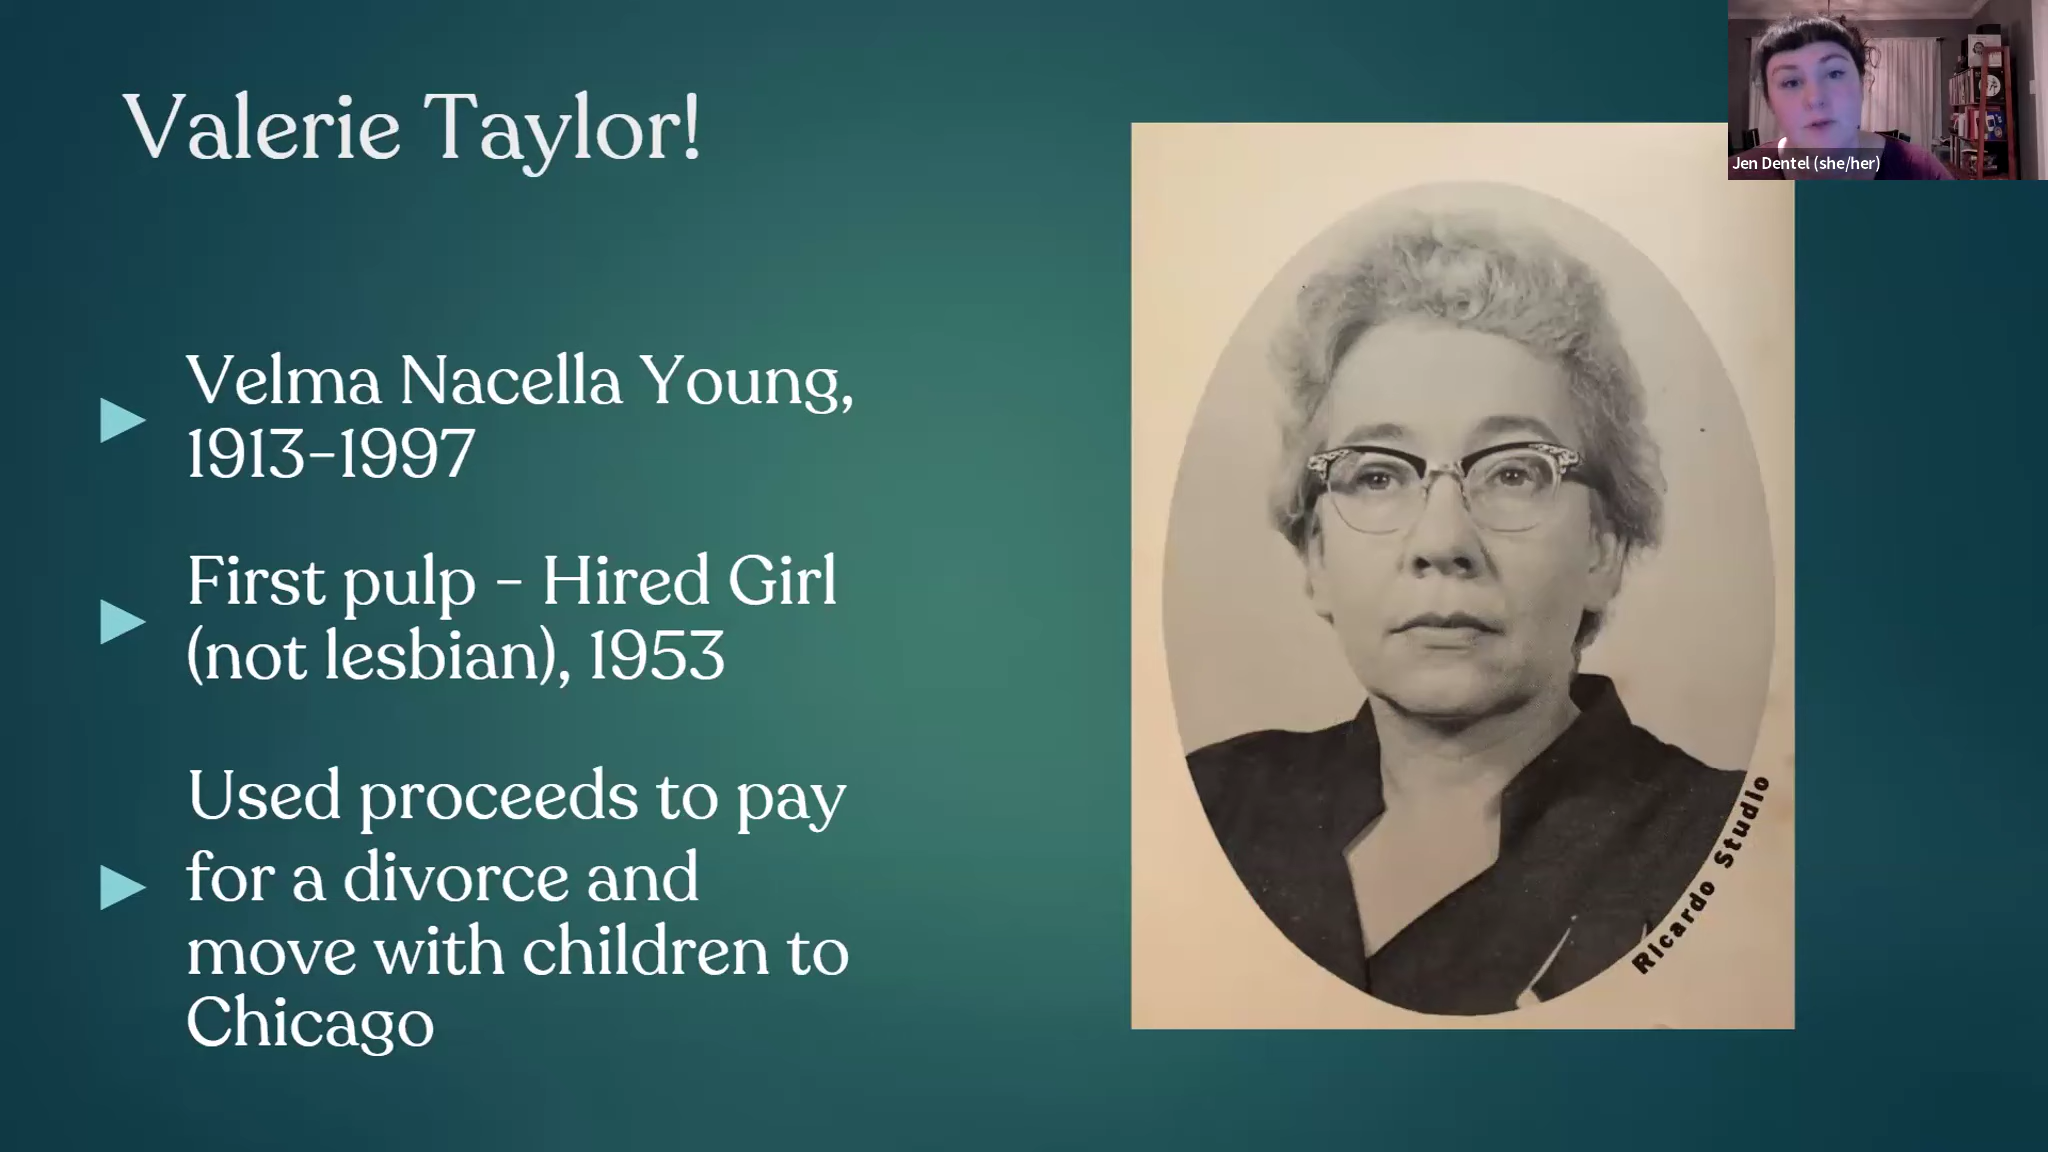 Valerie Taylor!
Jen Dentel (she/her)
Velma Nacella Young,
1913-1997
First pulp - Hired Girl
(not lesbian), 1953
Used proceeds to pay
for a divorce and
move with children to
Chicago
Ricardo Studio